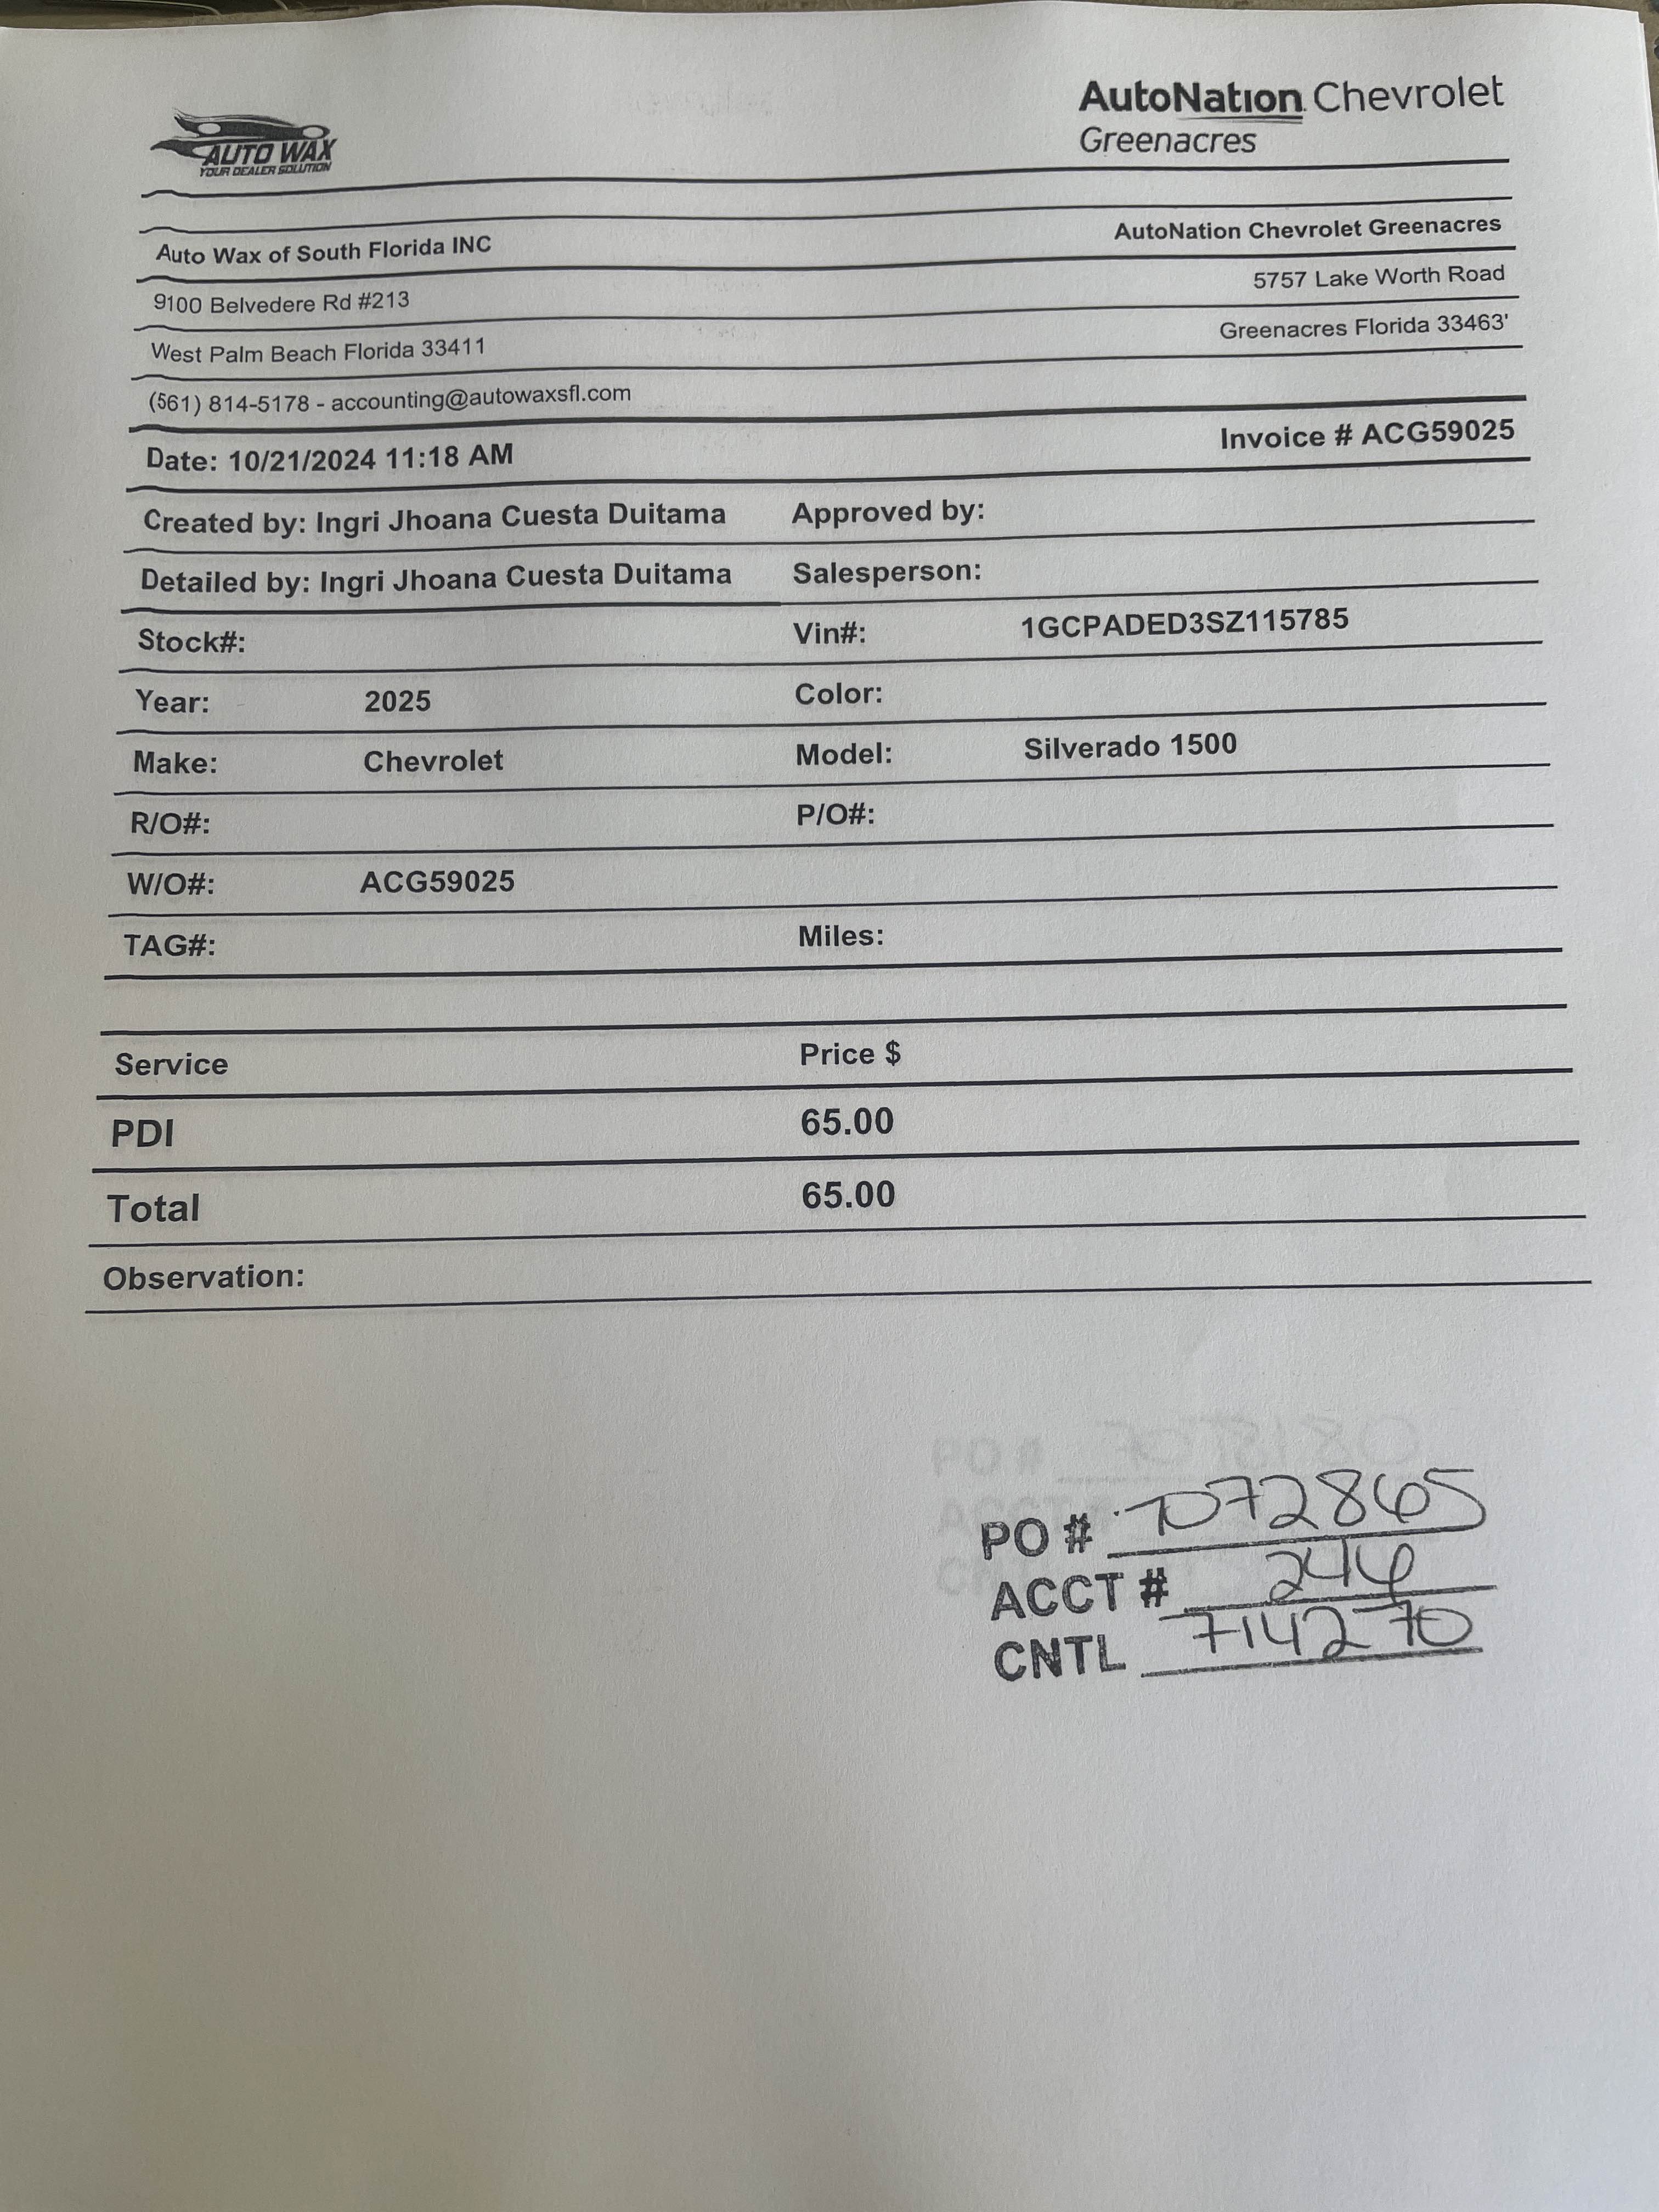 AUTO WAX
YOUR DEALER SOLUTION
AutoNation Chevrolet
Greenacres
Auto Wax of South Florida INC
AutoNation Chevrolet Greenacres
9100 Belvedere Rd #213
5757 Lake Worth Road
West Palm Beach Florida 33411
Greenacres Florida 33463'
(561) 814-5178 - accounting@autowaxsfl.com
Date: 10/21/2024 11:18 AM
Invoice # ACG59025
Created by: Ingri Jhoana Cuesta Duitama Approved by:
Detailed by: Ingri Jhoana Cuesta Duitama Salesperson:
Stock#: Vin#: 1GCPADED3SZ115785
Year: 2025 Color:
Make: Chevrolet Model: Silverado 1500
R/O#: P/O#:
W/O#: ACG59025
TAG#: Miles:
Service Price $
PDI 65.00
Total 65.00
Observation:
PO #
ACCT #
CNTL 714270